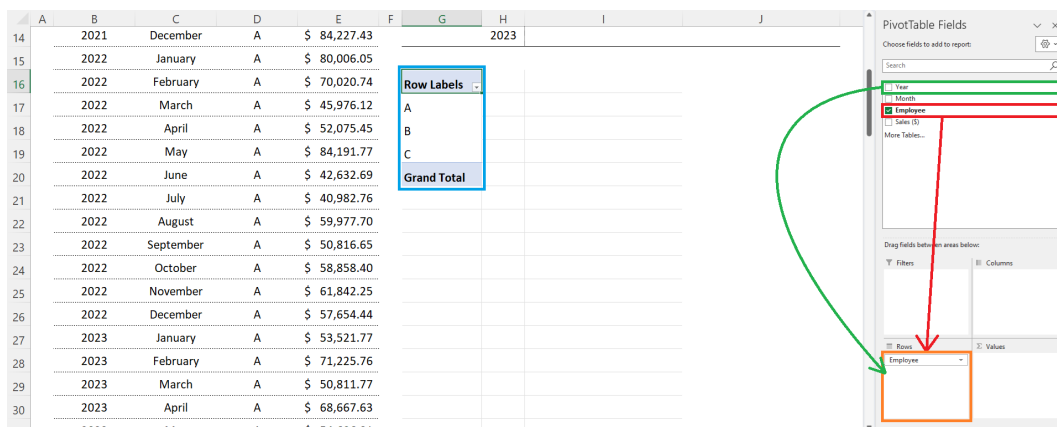 A B C D E F G H I J
14 2021 December A $ 84,227.43 2023
15 2022 January A $ 80,006.05
16 2022 February A $ 70,020.74 Row Labels
17 2022 March A $ 45,976.12 A
18 2022 April A $ 52,075.45 B
19 2022 May A $ 84,191.77 C
20 2022 June A $ 42,632.69 Grand Total
21 2022 July A $ 40,982.76
22 2022 August A $ 59,977.70
23 2022 September A $ 50,816.65
24 2022 October A $ 58,858.40
25 2022 November A $ 61,842.25
26 2022 December A $ 57,654.44
27 2023 January A $ 53,521.77
28 2023 February A $ 71,225.76
29 2023 March A $ 50,811.77
30 2023 April A $ 68,667.63
PivotTable Fields
Choose fields to add to report:
Search
Year
Month
Employee
Sales ($)
More Tables...
Drag fields between areas below:
Filters Columns
Rows Values
Employee